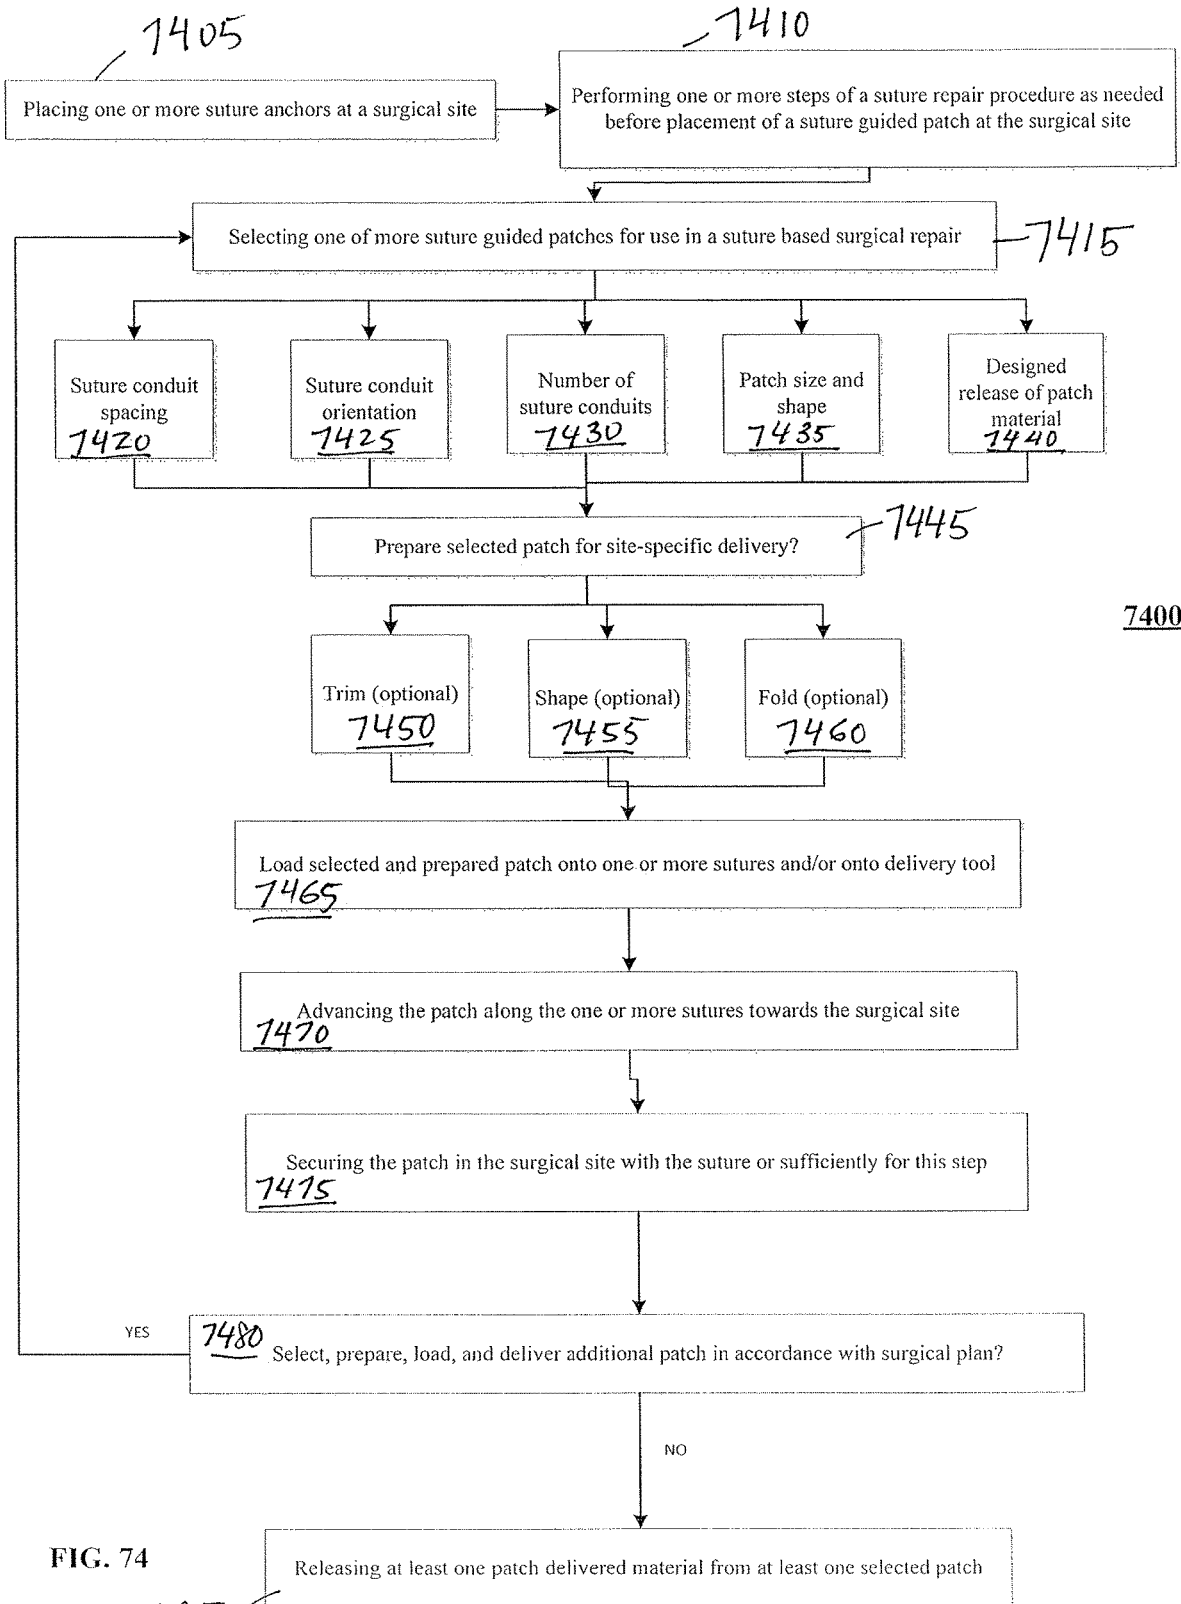 7405
7410
Placing one or more suture anchors at a surgical site
Performing one or more steps of a suture repair procedure as needed
before placement of a suture guided patch at the surgical site
Selecting one of more suture guided patches for use in a suture based surgical repair
7415
Suture conduit
spacing
7420
Suture conduit
orientation
7425
Number of
suture conduits
7430
Patch size and
shape
7435
Designed
release of patch
material
7440
Prepare selected patch for site-specific delivery?
7445
7400
Trim (optional)
7450
Shape (optional)
7455
Fold (optional)
7460
Load selected and prepared patch onto one or more sutures and/or onto delivery tool
7465
Advancing the patch along the one or more sutures towards the surgical site
7470
Securing the patch in the surgical site with the suture or sufficiently for this step
7475
YES
7480
Select, prepare, load, and deliver additional patch in accordance with surgical plan?
NO
FIG. 74
Releasing at least one patch delivered material from at least one selected patch